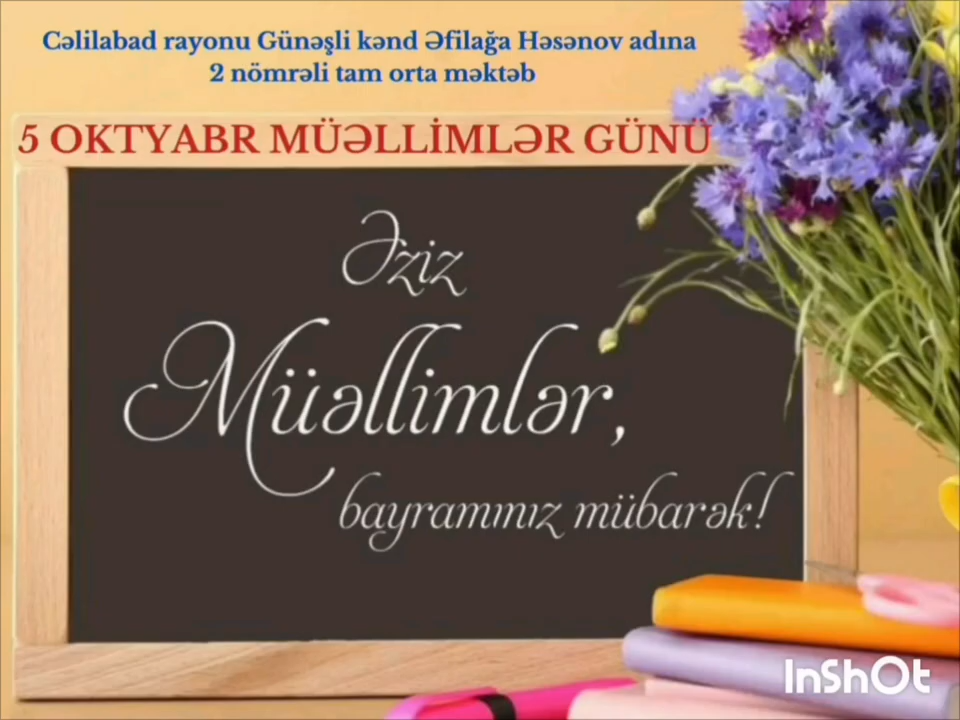 Cəlilabad rayonu Günəşli kənd Əfilağa Həsənov adına
2 nömrəli tam orta məktəb
5 OKTYABR MÜƏLLİMLƏR GÜNÜ
Əziz
Müəllimlər,
bayramınız mübarək!
InShOt